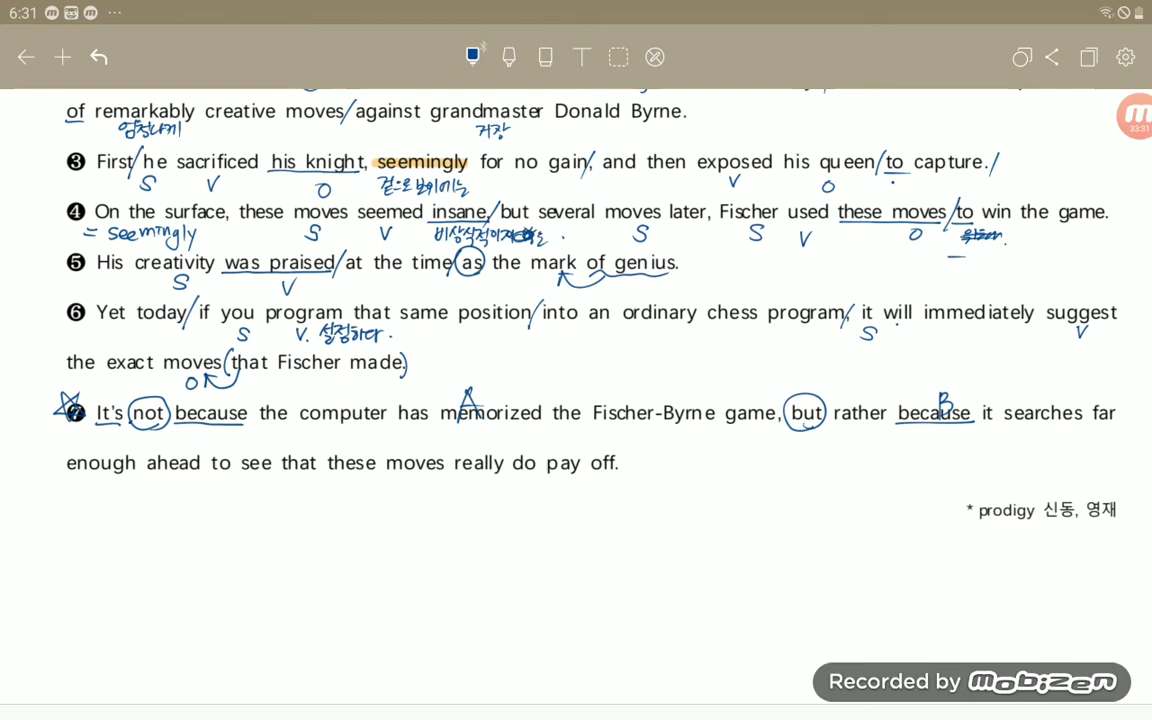 6:31
33:31
of remarkably creative moves/against grandmaster Donald Byrne.
엄청나게 거장
❸ First/he sacrificed his knight, seemingly for no gain/, and then exposed his queen/to capture./
S V O 겉으로 보이에는 V O
❹ On the surface, these moves seemed insane,/but several moves later, Fischer used these moves/to win the game.
= seemingly S V S S V O
❺ His creativity was praised/at the time/as the mark of genius.
S V
❻ Yet today/if you program that same position/into an ordinary chess program/, it will immediately suggest
S V. 설정하다. S V
the exact moves(that Fischer made.)
O
A B
It's not because the computer has memorized the Fischer-Byrne game, but rather because it searches far
enough ahead to see that these moves really do pay off.
* prodigy 신동, 영재
Recorded by mobizen